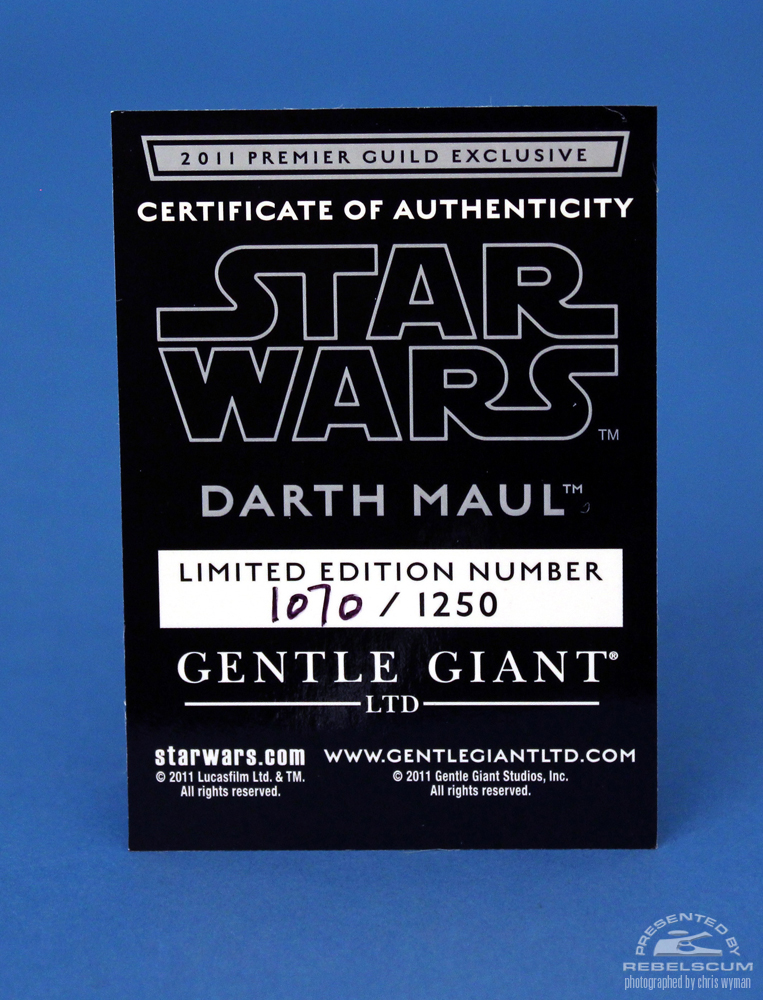 2011 PREMIER GUILD EXCLUSIVE
CERTIFICATE OF AUTHENTICITY
STAR
WARS™
DARTH MAUL™
LIMITED EDITION NUMBER
1070 / 1250
GENTLE GIANT®
LTD
starwars.com WWW.GENTLEGIANTLTD.COM
© 2011 Lucasfilm Ltd. & TM. © 2011 Gentle Giant Studios, Inc.
All rights reserved. All rights reserved.
PRESENTED BY
REBELSCUM
photographed by chris wyman